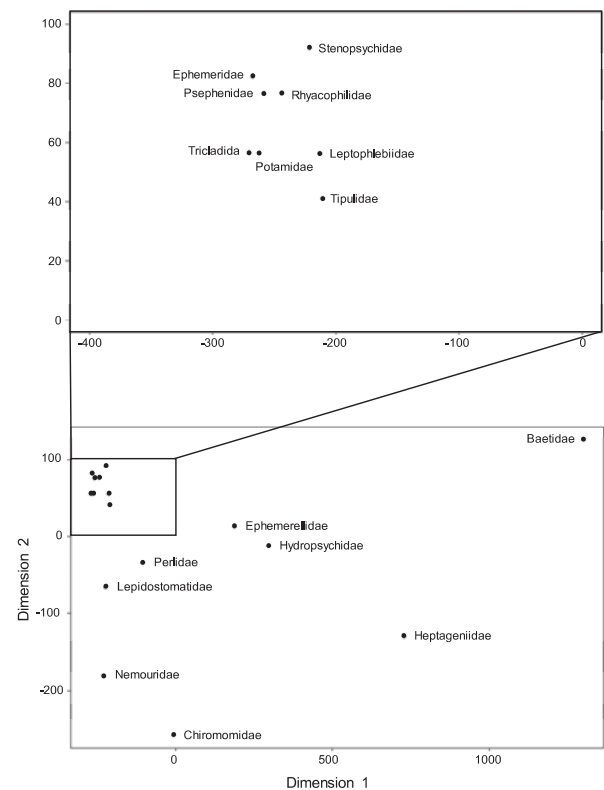 100
Stenopsychidae
Ephemeridae
80
Psephenidae
Rhyacophilidae
60
Tricladida
Leptophlebiidae
Potamidae
40
Tipulidae
20
0
-400 -300 -200 -100 0
Baetidae
100
Ephemerellidae
0
Hydropsychidae
Perlidae
Lepidostomatidae
-100
Heptageniidae
Nemouridae
-200
Chiromomidae
0 500 1000
Dimension 1
Dimension 2